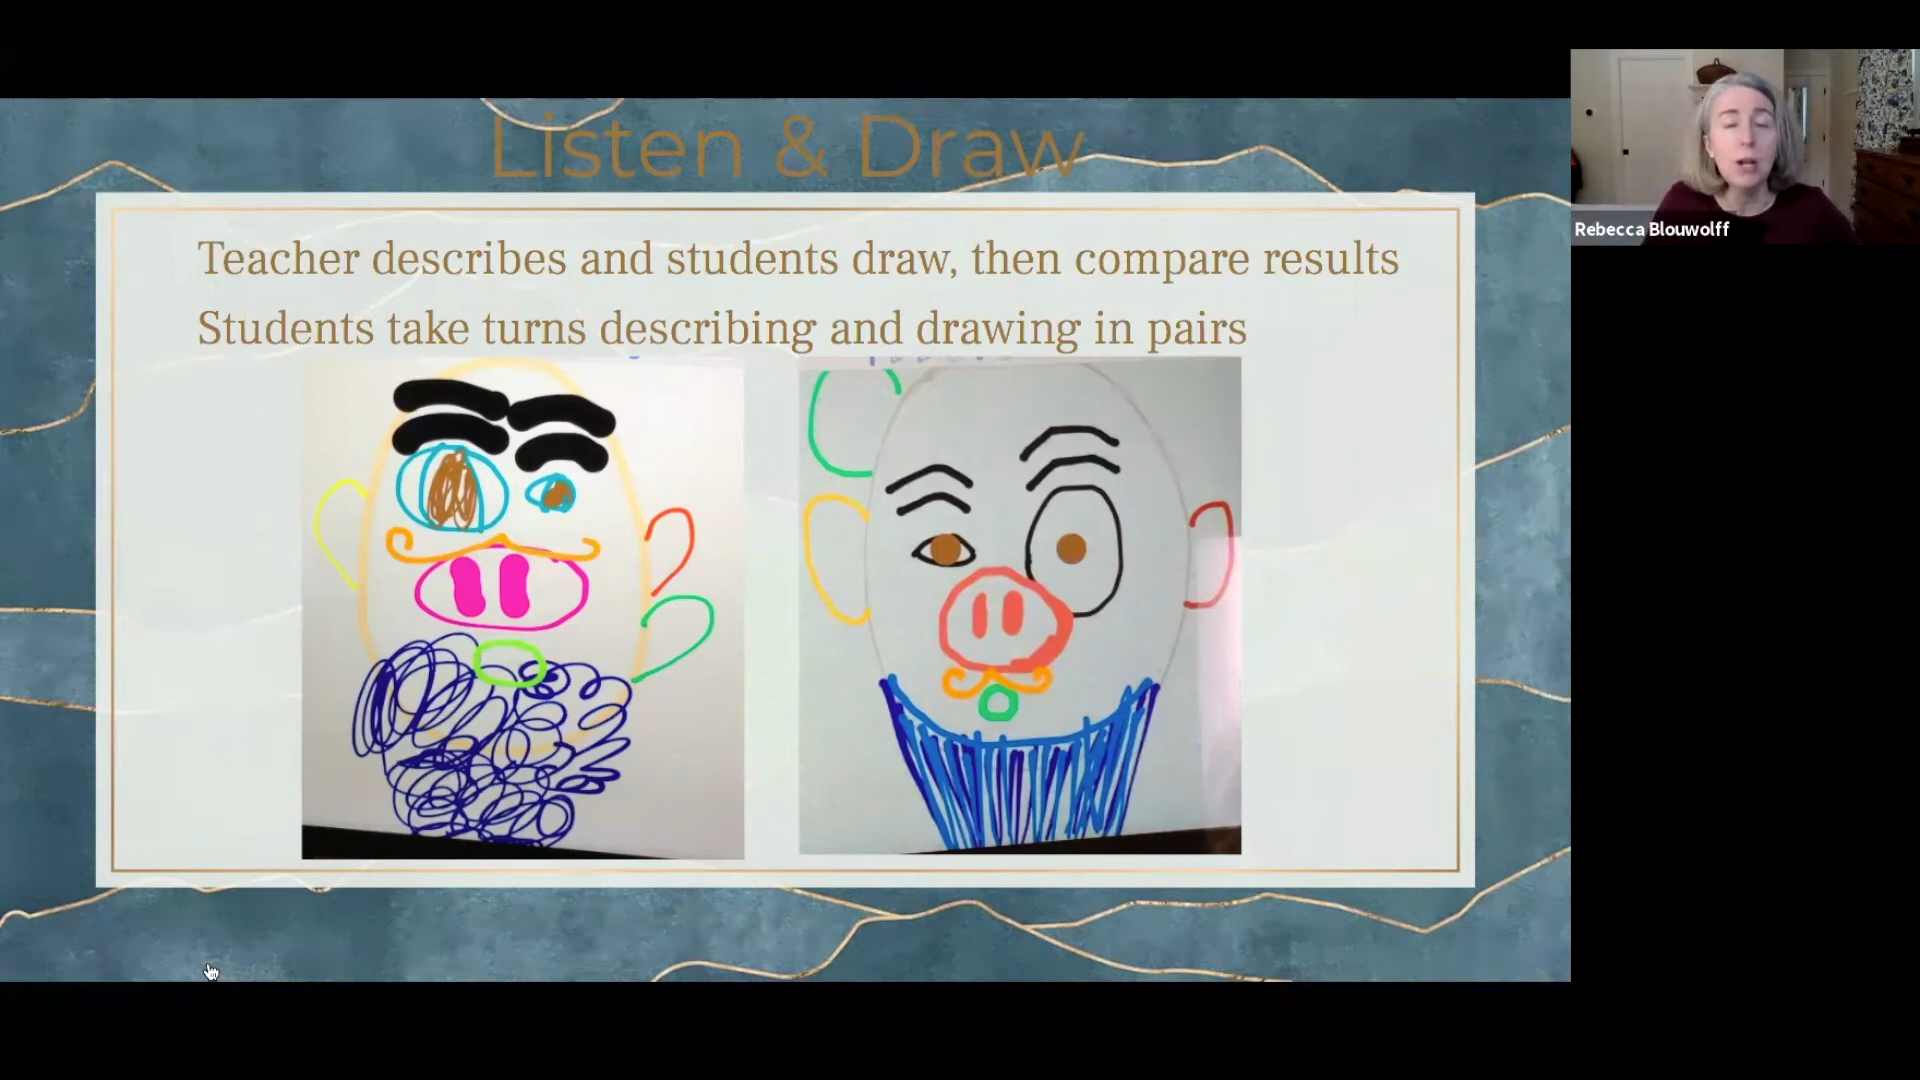 Listen & Draw
Teacher describes and students draw, then compare results
Students take turns describing and drawing in pairs
Rebecca Blouwolff